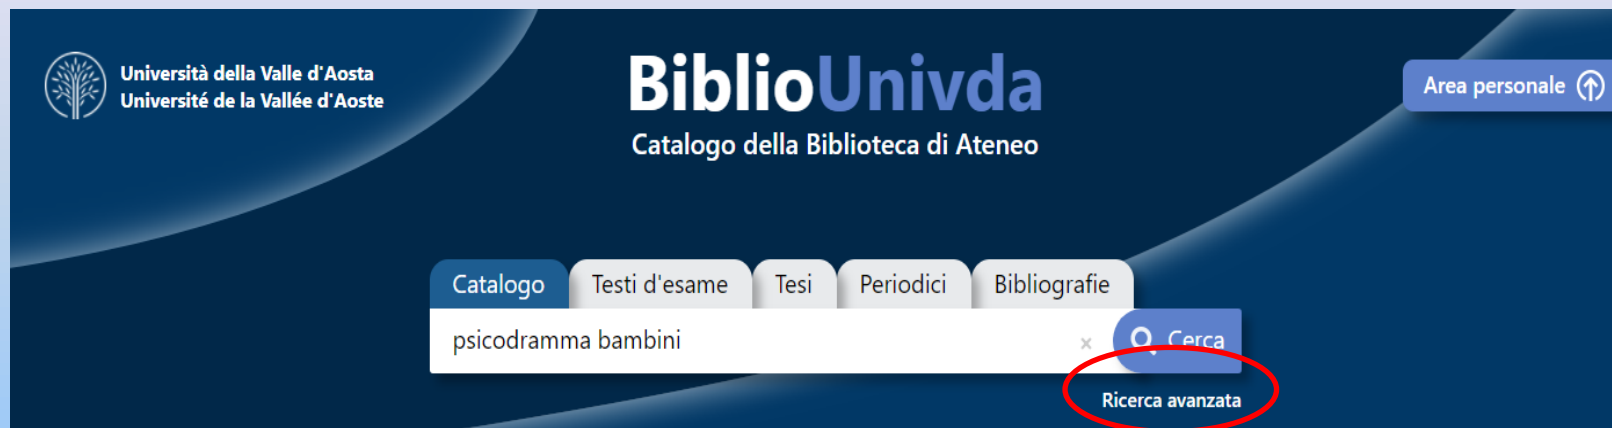 Università della Valle d'Aosta
Université de la Vallée d'Aoste
BiblioUnivda
Catalogo della Biblioteca di Ateneo
Area personale
Catalogo Testi d'esame Tesi Periodici Bibliografie
psicodramma bambini × Cerca
Ricerca avanzata